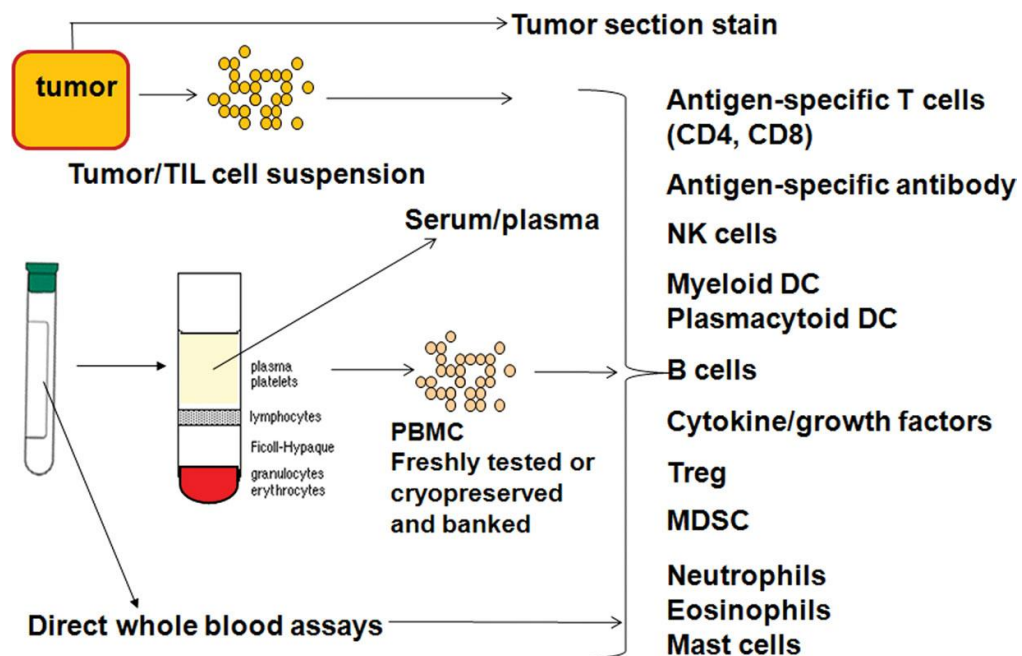 Tumor section stain
tumor
Tumor/TIL cell suspension
Serum/plasma
plasma
platelets
lymphocytes
Ficoll-Hypaque
granulocytes
erythrocytes
PBMC
Freshly tested or
cryopreserved
and banked
Direct whole blood assays
Antigen-specific T cells
(CD4, CD8)
Antigen-specific antibody
NK cells
Myeloid DC
Plasmacytoid DC
B cells
Cytokine/growth factors
Treg
MDSC
Neutrophils
Eosinophils
Mast cells